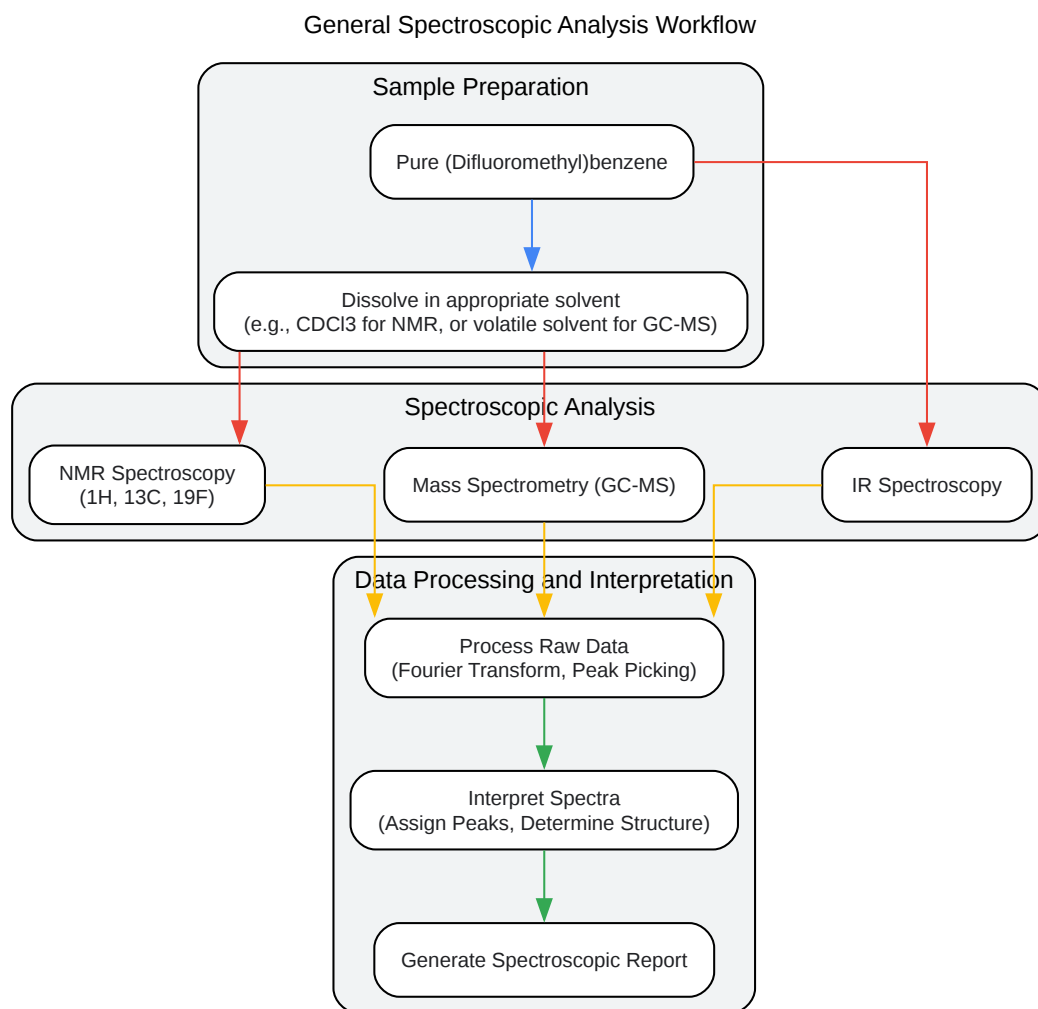 General Spectroscopic Analysis Workflow
Sample Preparation
Pure (Difluoromethyl)benzene
Dissolve in appropriate solvent
(e.g., CDCl3 for NMR, or volatile solvent for GC-MS)
Spectroscopic Analysis
NMR Spectroscopy
(1H, 13C, 19F)
Mass Spectrometry (GC-MS)
IR Spectroscopy
Data Processing and Interpretation
Process Raw Data
(Fourier Transform, Peak Picking)
Interpret Spectra
(Assign Peaks, Determine Structure)
Generate Spectroscopic Report